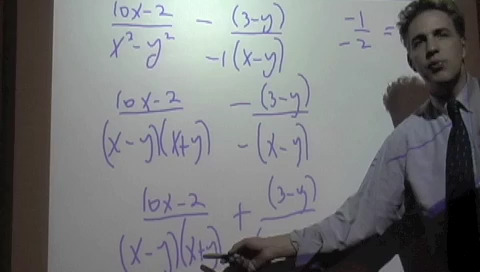 10x-2 / x²-y² - (3-y) / -1(x-y)
-1 / -2 =
10x-2 / (x-y)(x+y) - (3-y) / -(x-y)
10x-2 / (x-y)(x+y) + (3-y) / (